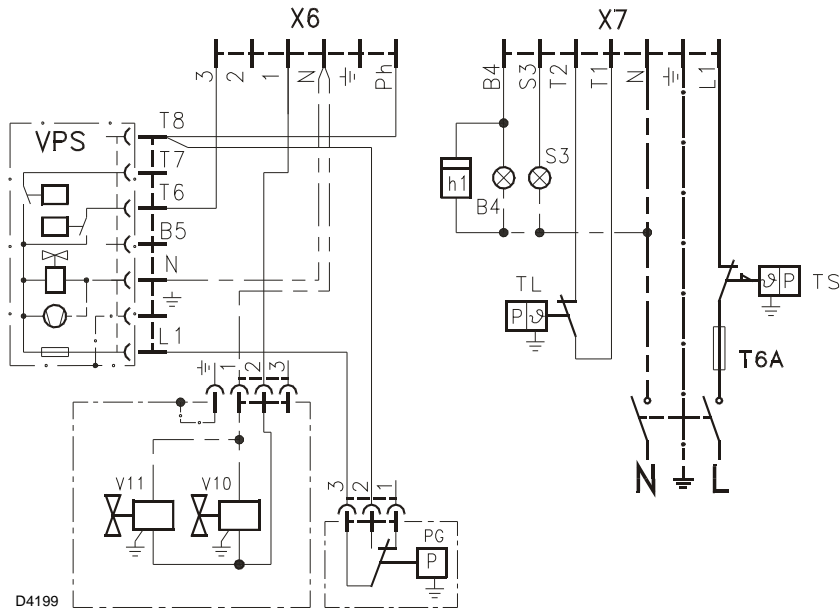 X6
X7
3
2
1
N
Ph
B4
S3
T2
T1
N
L1
VPS
T8
T7
T6
B5
N
L1
h1
B4
S3
TL
P
ϑ
ϑ
P
TS
T6A
1
2
3
N
L
V11
V10
3
2
1
PG
P
D4199